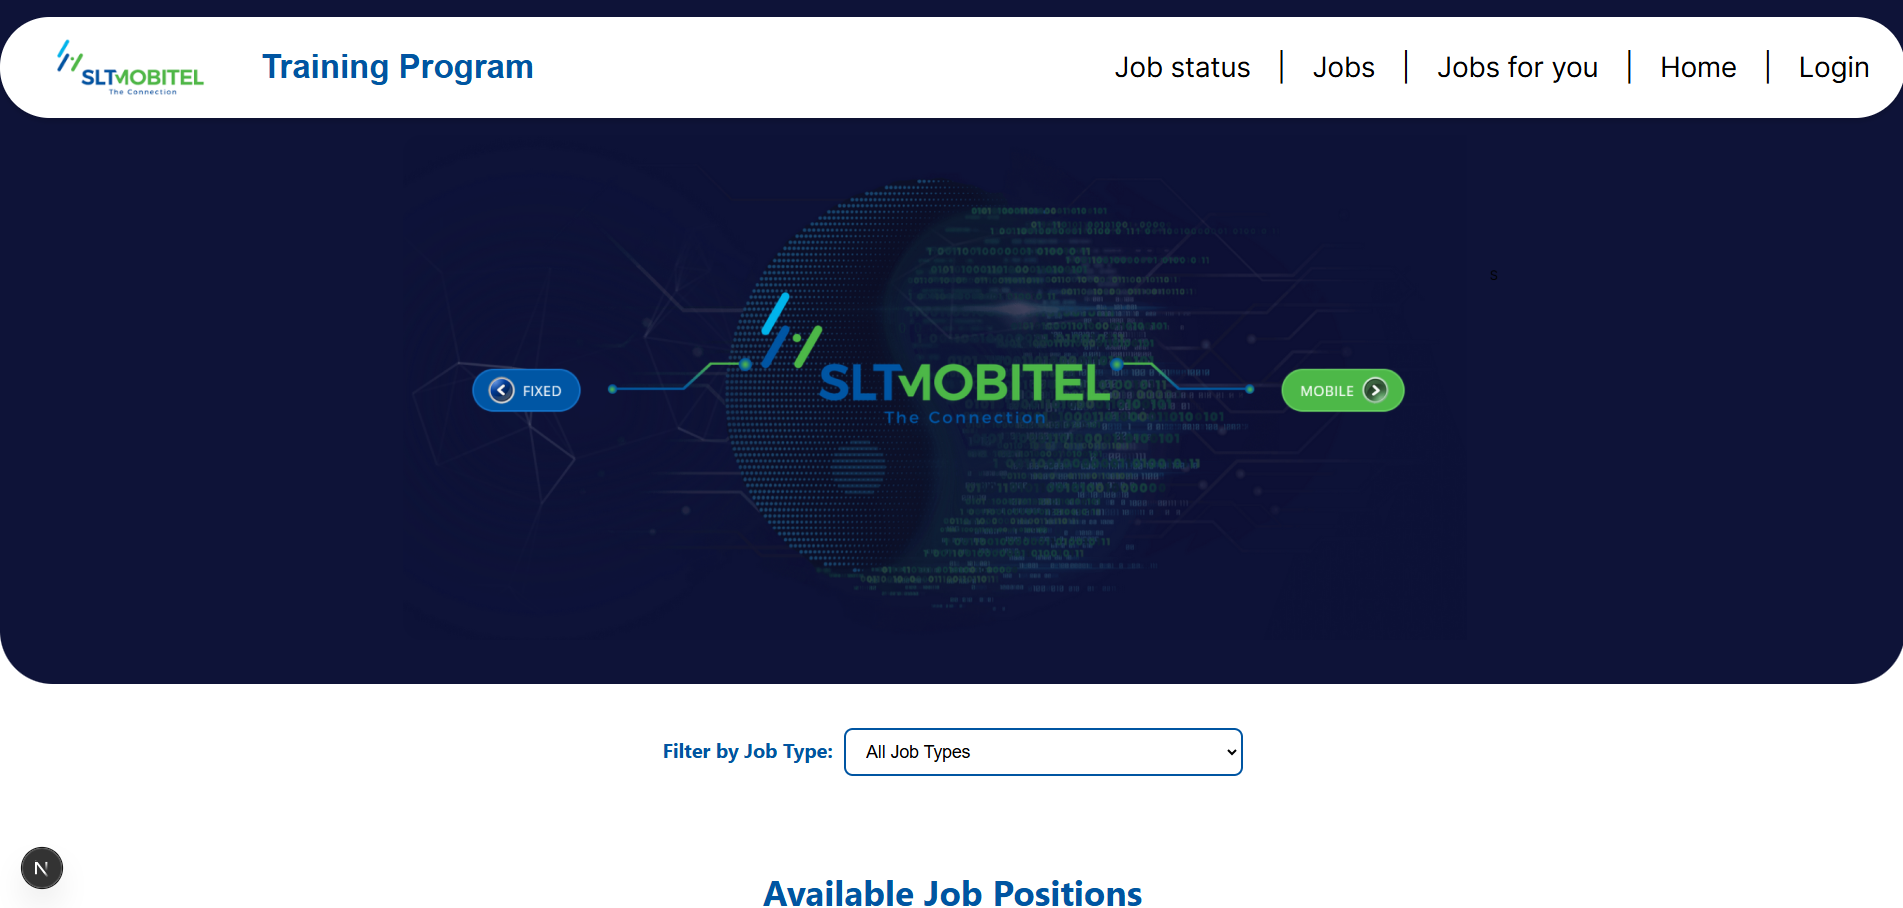 SLTMOBITEL
The Connection
Training Program
Job status | Jobs | Jobs for you | Home | Login
s
FIXED
SLTMOBITEL
The Connection
MOBILE
Filter by Job Type:
All Job Types
N
Available Job Positions